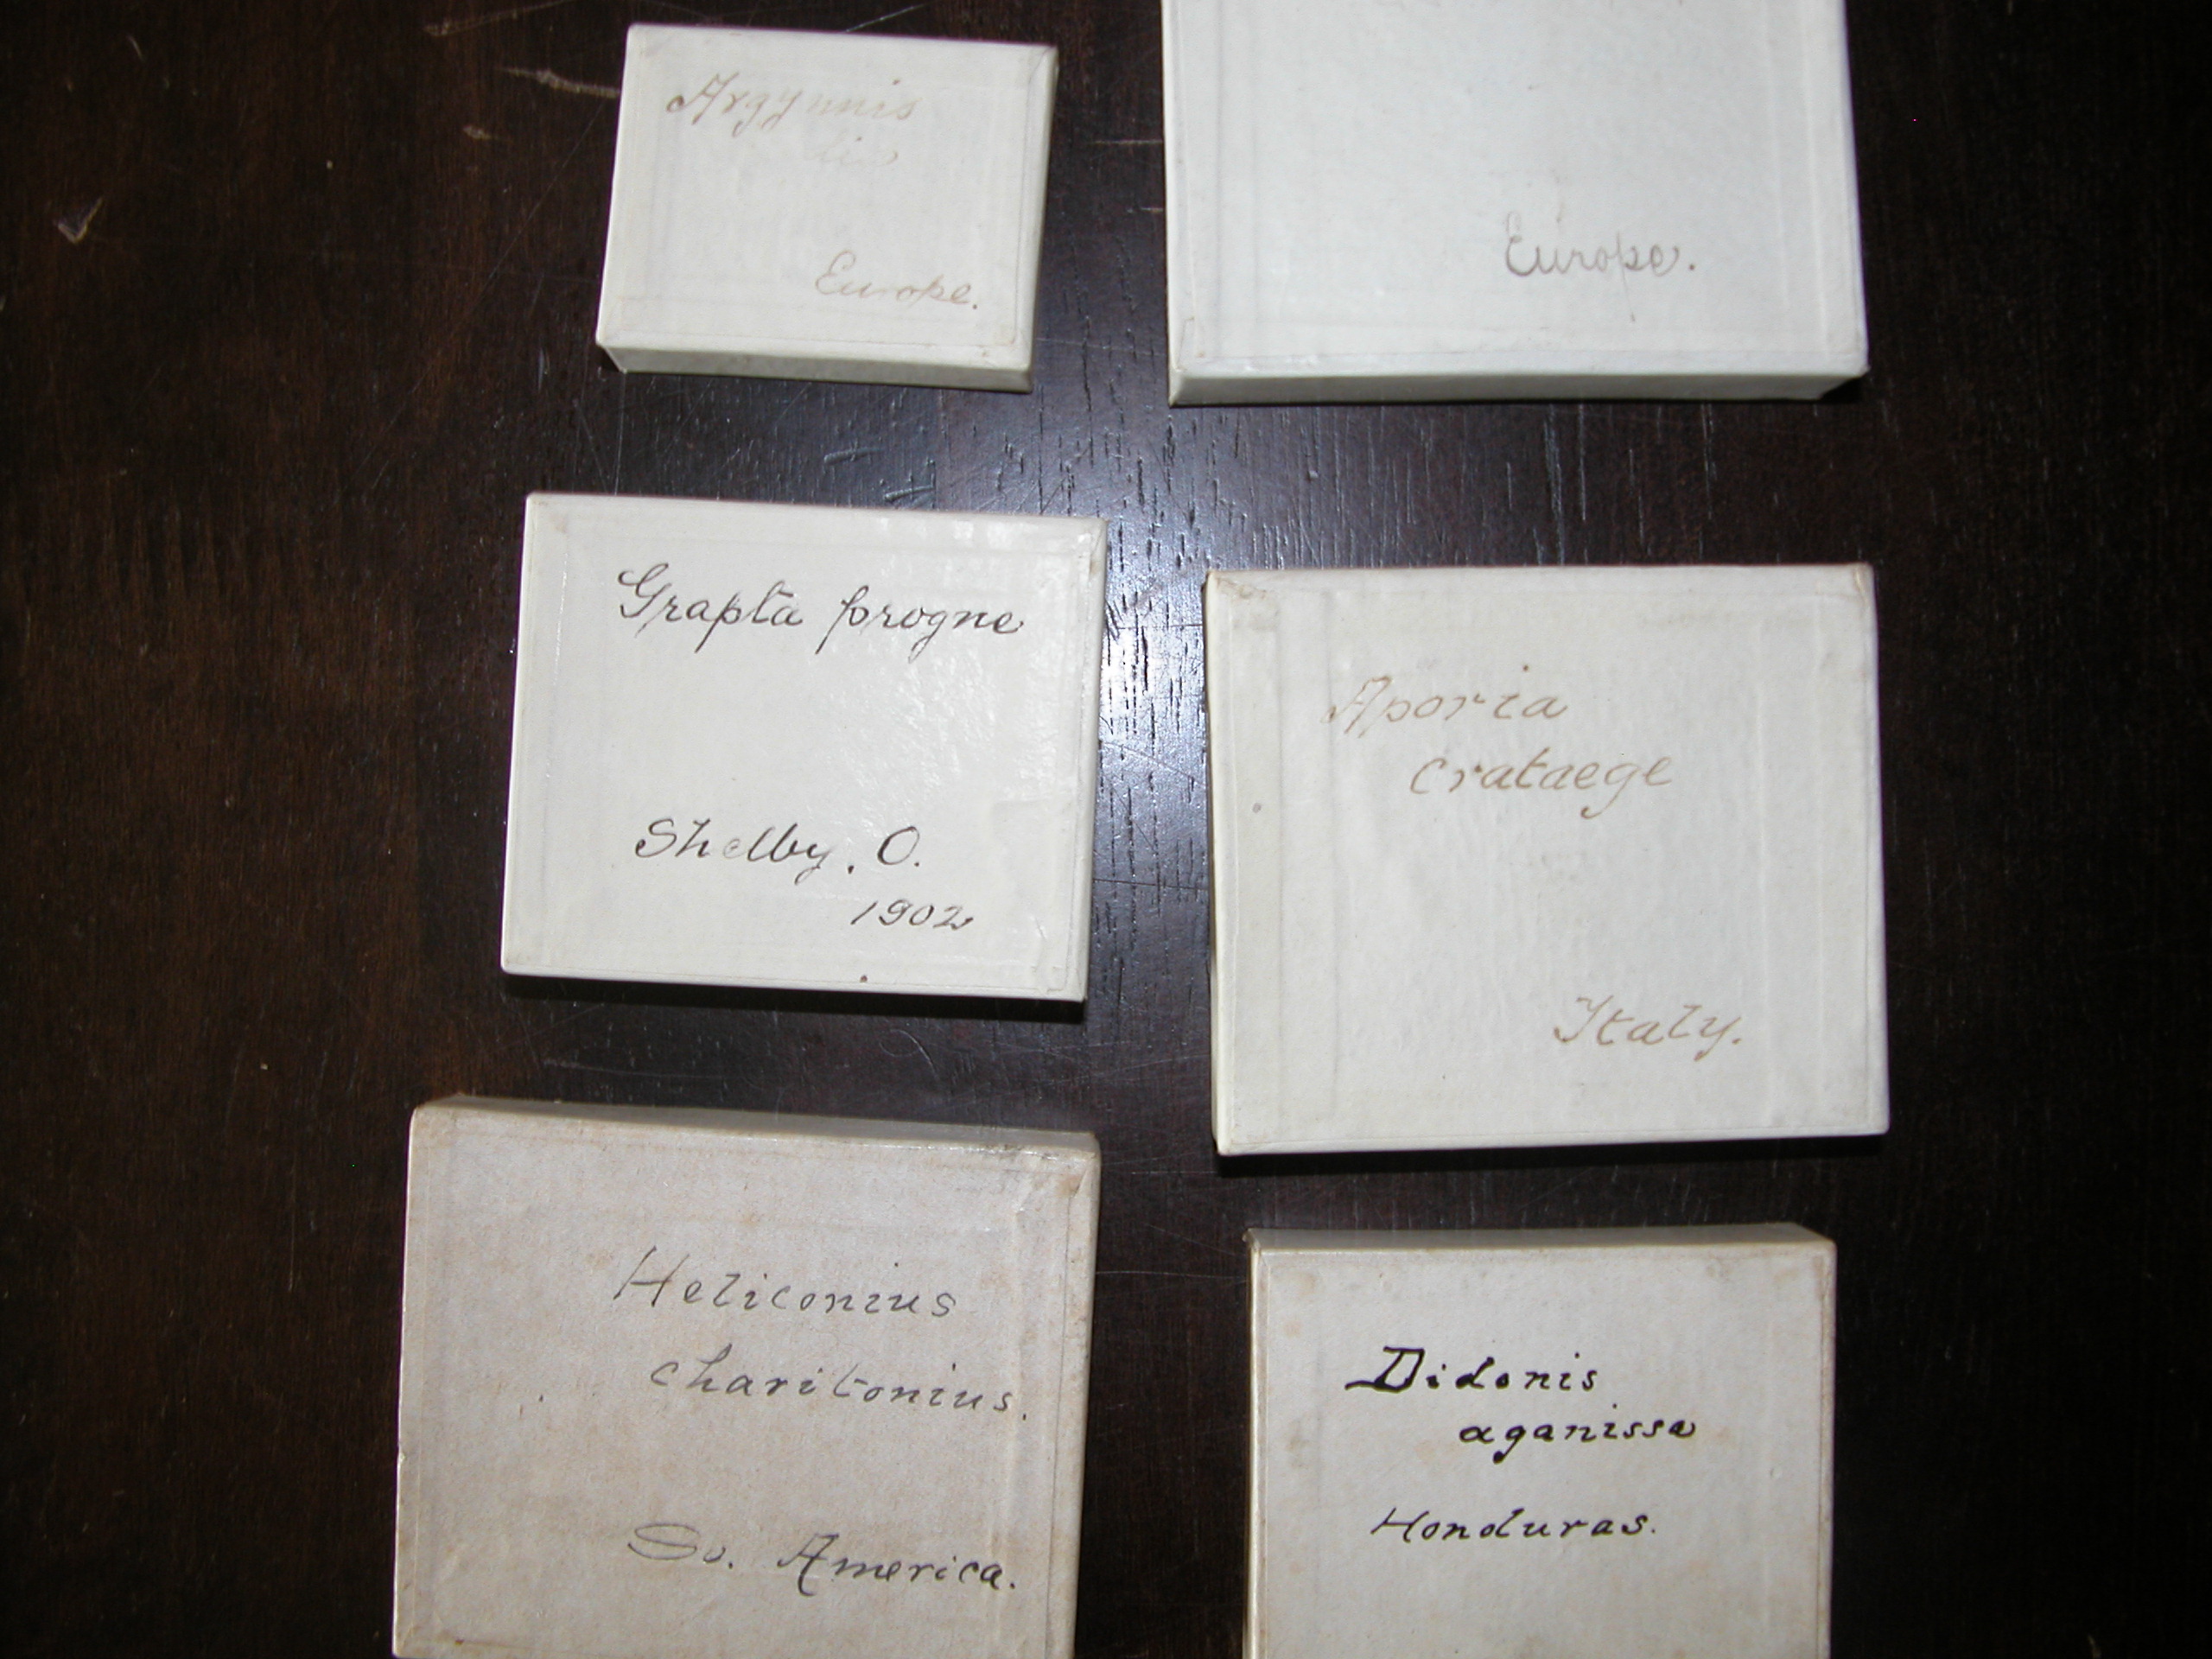 Argynnis
Europe.
Europe.
Grapta progne
Shelby, O.
1902
Aporia
crataege
Italy.
Heliconius
charitonius.
So. America.
Didonis
aganissa
Honduras.